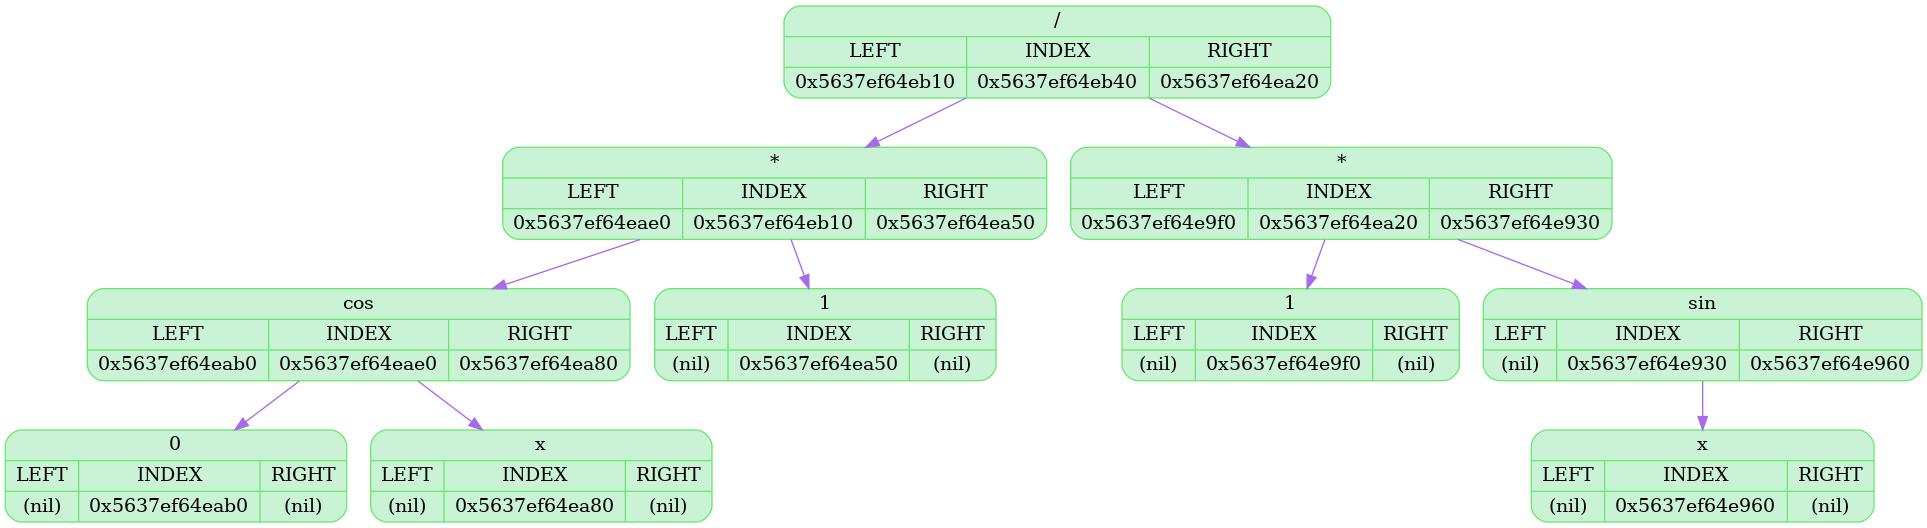 /
LEFT INDEX RIGHT
0x5637ef64eb10 0x5637ef64eb40 0x5637ef64ea20
*
LEFT INDEX RIGHT
0x5637ef64eae0 0x5637ef64eb10 0x5637ef64ea50
*
LEFT INDEX RIGHT
0x5637ef64e9f0 0x5637ef64ea20 0x5637ef64e930
cos
LEFT INDEX RIGHT
0x5637ef64eab0 0x5637ef64eae0 0x5637ef64ea80
1
LEFT INDEX RIGHT
(nil) 0x5637ef64ea50 (nil)
1
LEFT INDEX RIGHT
(nil) 0x5637ef64e9f0 (nil)
sin
LEFT INDEX RIGHT
(nil) 0x5637ef64e930 0x5637ef64e960
0
LEFT INDEX RIGHT
(nil) 0x5637ef64eab0 (nil)
x
LEFT INDEX RIGHT
(nil) 0x5637ef64ea80 (nil)
x
LEFT INDEX RIGHT
(nil) 0x5637ef64e960 (nil)